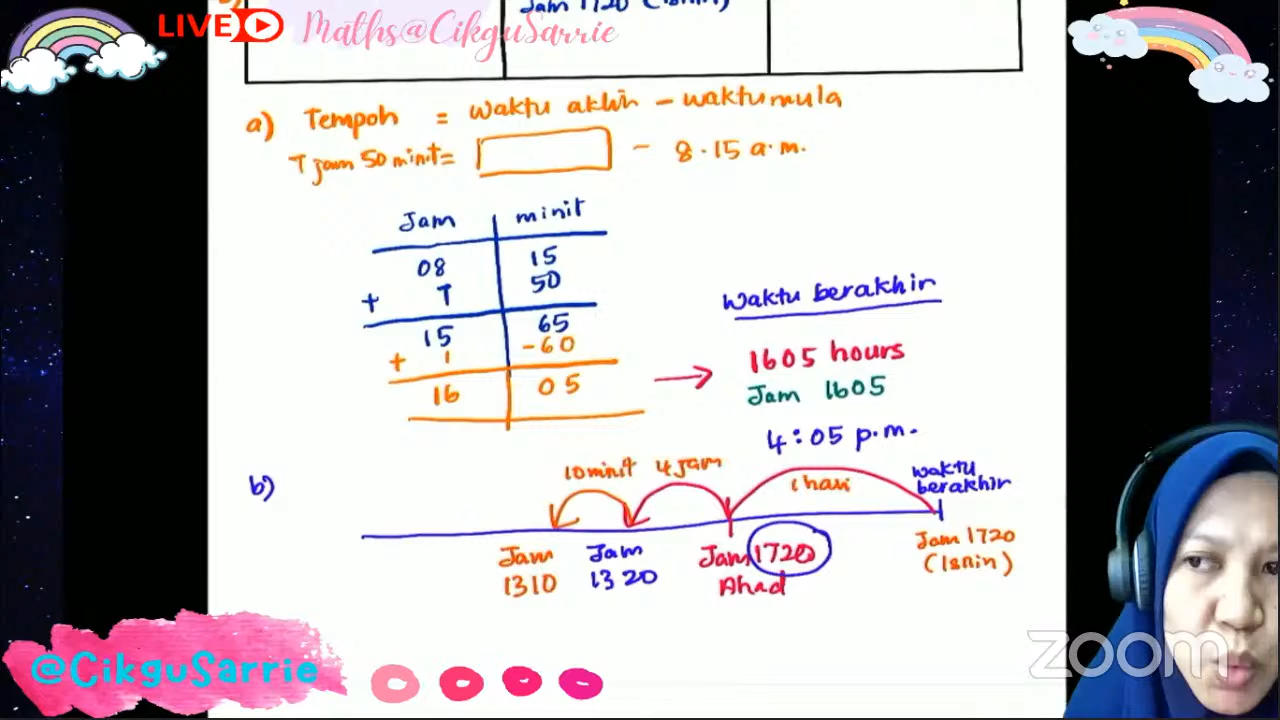 Jam 1720 (Isnin)
LIVE
Maths@CikguSarrie
a) Tempoh = waktu akhir - waktu mula
7 jam 50 minit = - 8.15 a.m.
Jam minit
08 15
+ 7 50
15 65
+ 1 -60
16 05
waktu berakhir
1605 hours
Jam 1605
4:05 p.m.
b)
10 minit 4 jam 1 hari waktu
berakhir
Jam Jam Jam 1720 Jam 1720
1310 1320 Ahad (Isnin)
@CikguSarrie
zoom